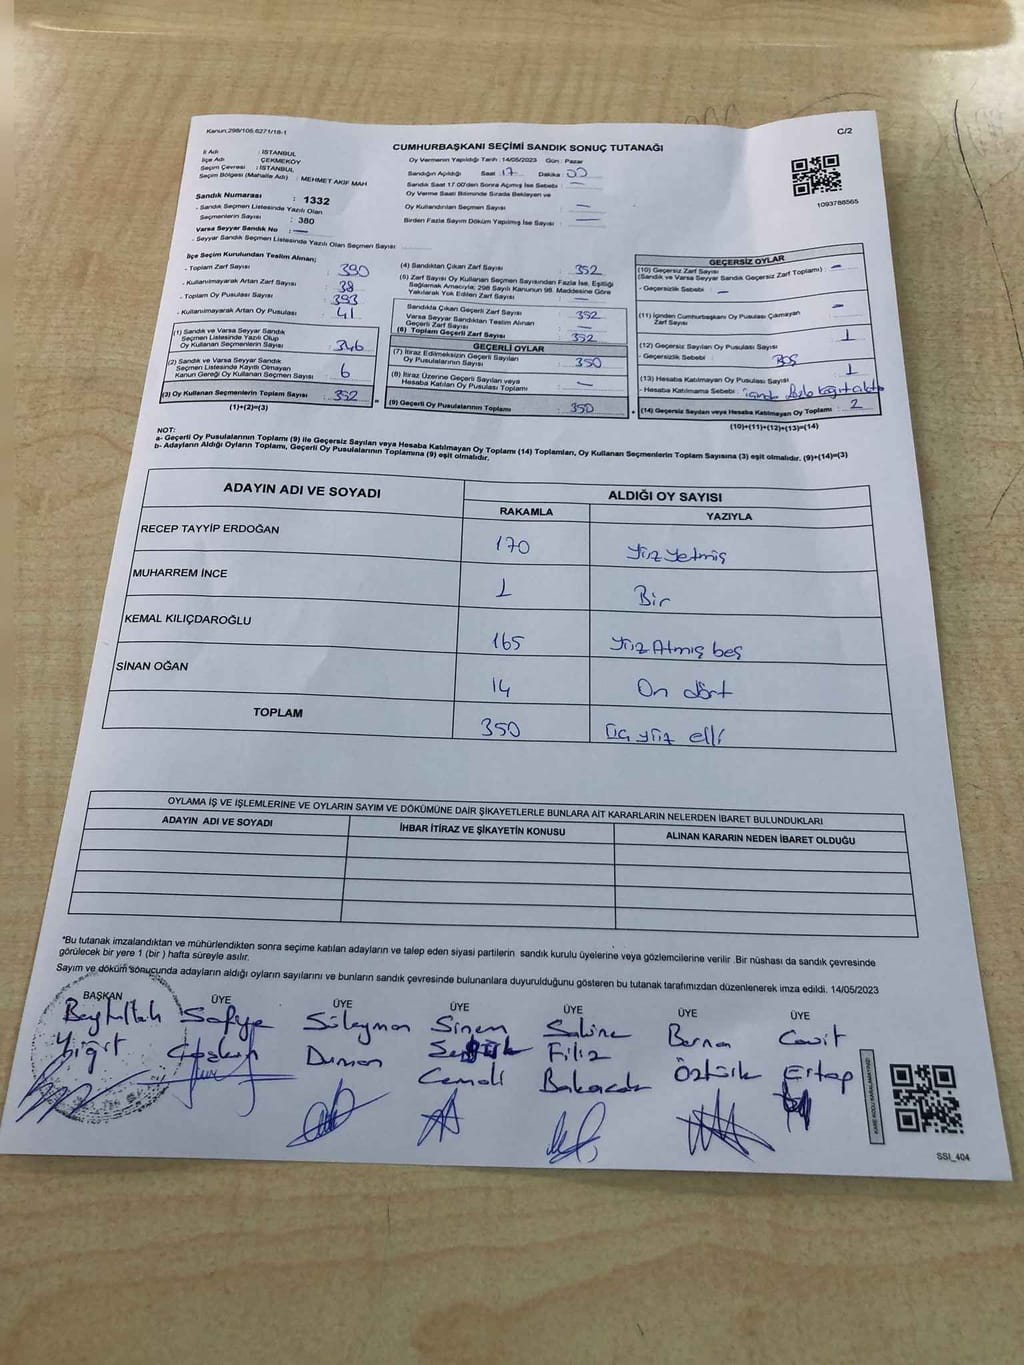 Kanun:298/105,6271/18-1
C/2
CUMHURBAŞKANI SEÇİMİ SANDIK SONUÇ TUTANAĞI
İl Adı : İSTANBUL
İlçe Adı : ÇEKMEKÖY
Seçim Çevresi : İSTANBUL
Seçim Bölgesi (Mahalle Adı) : MEHMET AKİF MAH
Sandık Numarası : 1332
- Sandık Seçmen Listesinde Yazılı Olan
Seçmenlerin Sayısı : 380
Varsa Seyyar Sandık No : —
- Seyyar Sandık Seçmen Listesinde Yazılı Olan Seçmen Sayısı
Oy Vermenin Yapıldığı Tarih : 14/05/2023 Gün : Pazar
Sandığın Açıldığı Saat 17 Dakika 00
Sandık Saat 17.00'den Sonra Açılmış İse Sebebi : —
Oy Verme Saati Bitiminde Sırada Bekleyen ve
Oy Kullandırılan Seçmen Sayısı : —
Birden Fazla Sayım Döküm Yapılmış İse Sayısı : —
1093788565
İlçe Seçim Kurulundan Teslim Alınan;
- Toplam Zarf Sayısı : 390
- Kullanılmayarak Artan Zarf Sayısı : 38
- Toplam Oy Pusulası Sayısı : 393
- Kullanılmayarak Artan Oy Pusulası : 41
(1) Sandık ve Varsa Seyyar Sandık
Seçmen Listesinde Yazılı Olup
Oy Kullanan Seçmenlerin Sayısı : 346
(2) Sandık ve Varsa Seyyar Sandık
Seçmen Listesinde Kayıtlı Olmayan
Kanun Gereği Oy Kullanan Seçmen Sayısı : 6
(3) Oy Kullanan Seçmenlerin Toplam Sayısı : 352
(1)+(2)=(3)
(4) Sandıktan Çıkan Zarf Sayısı : 352
(5) Zarf Sayısı Oy Kullanan Seçmen Sayısından Fazla İse, Eşitliği
Sağlamak Amacıyla; 298 Sayılı Kanunun 98. Maddesine Göre
Yakılarak Yok Edilen Zarf Sayısı : —
Sandıkta Çıkan Geçerli Zarf Sayısı : 352
Varsa Seyyar Sandıktan Teslim Alınan
Geçerli Zarf Sayısı : —
(6) Toplam Geçerli Zarf Sayısı : 352
GEÇERLİ OYLAR
(7) İtiraz Edilmeksizin Geçerli Sayılan
Oy Pusulasının Sayısı : 350
(8) İtiraz Üzerine Geçerli Sayılan veya
Hesaba Katılan Oy Pusulası Toplamı : —
(9) Geçerli Oy Pusulalarının Toplamı : 350
GEÇERSİZ OYLAR
(10) Geçersiz Zarf Sayısı
(Sandık ve Varsa Seyyar Sandık Geçersiz Zarf Toplamı) : —
- Geçersizlik Sebebi : —
(11) İçinden Cumhurbaşkanı Oy Pusulası Çıkmayan
Zarf Sayısı : —
(12) Geçersiz Sayılan Oy Pusulası Sayısı : 1
- Geçersizlik Sebebi : BOŞ
(13) Hesaba Katılmayan Oy Pusulası Sayısı : 1
- Hesaba Katılmama Sebebi : içinde fazla kağıt
(14) Geçersiz Sayılan veya Hesaba Katılmayan Oy Toplamı : 2
(10)+(11)+(12)+(13)=(14)
NOT:
a- Geçerli Oy Pusulalarının Toplamı (9) ile Geçersiz Sayılan veya Hesaba Katılmayan Oy Toplamı (14) Toplamları, Oy Kullanan Seçmenlerin Toplam Sayısına (3) eşit olmalıdır. (9)+(14)=(3)
b- Adayların Aldığı Oyların Toplamı, Geçerli Oy Pusulalarının Toplamına (9) eşit olmalıdır.
ADAYIN ADI VE SOYADI ALDIĞI OY SAYISI
RAKAMLA YAZIYLA
RECEP TAYYİP ERDOĞAN 170 Yüz Yetmiş
MUHARREM İNCE 1 Bir
KEMAL KILIÇDAROĞLU 165 Yüz Atmış beş
SİNAN OĞAN 14 On dört
TOPLAM 350 Üç yüz elli
OYLAMA İŞ VE İŞLEMLERİNE VE OYLARIN SAYIM VE DÖKÜMÜNE DAİR ŞİKAYETLERLE BUNLARA AİT KARARLARIN NELERDEN İBARET BULUNDUKLARI
ADAYIN ADI VE SOYADI İHBAR İTİRAZ VE ŞİKAYETİN KONUSU ALINAN KARARIN NEDEN İBARET OLDUĞU
*Bu tutanak imzalandıktan ve mühürlendikten sonra seçime katılan adayların ve talep eden siyasi partilerin sandık kurulu üyelerine veya gözlemcilerine verilir .Bir nüshası da sandık çevresinde
görülecek bir yere 1 (bir ) hafta süreyle asılır.
Sayım ve döküm sonucunda adayların aldığı oyların sayılarını ve bunların sandık çevresinde bulunanlara duyurulduğunu gösteren bu tutanak tarafımızdan düzenlenerek imza edildi. 14/05/2023
BAŞKAN ÜYE ÜYE ÜYE ÜYE ÜYE ÜYE
Beytullah Safiye Süleyman Sinem Sabine Bernan Cavit
Yiğit Duman Filiz Öztürk Ertap
Cemali
SSI_404